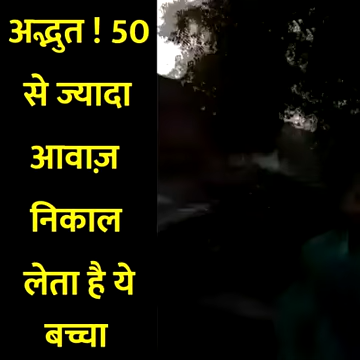 अद्भुत ! 50
से ज्यादा
आवाज़
निकाल
लेता है ये
बच्चा